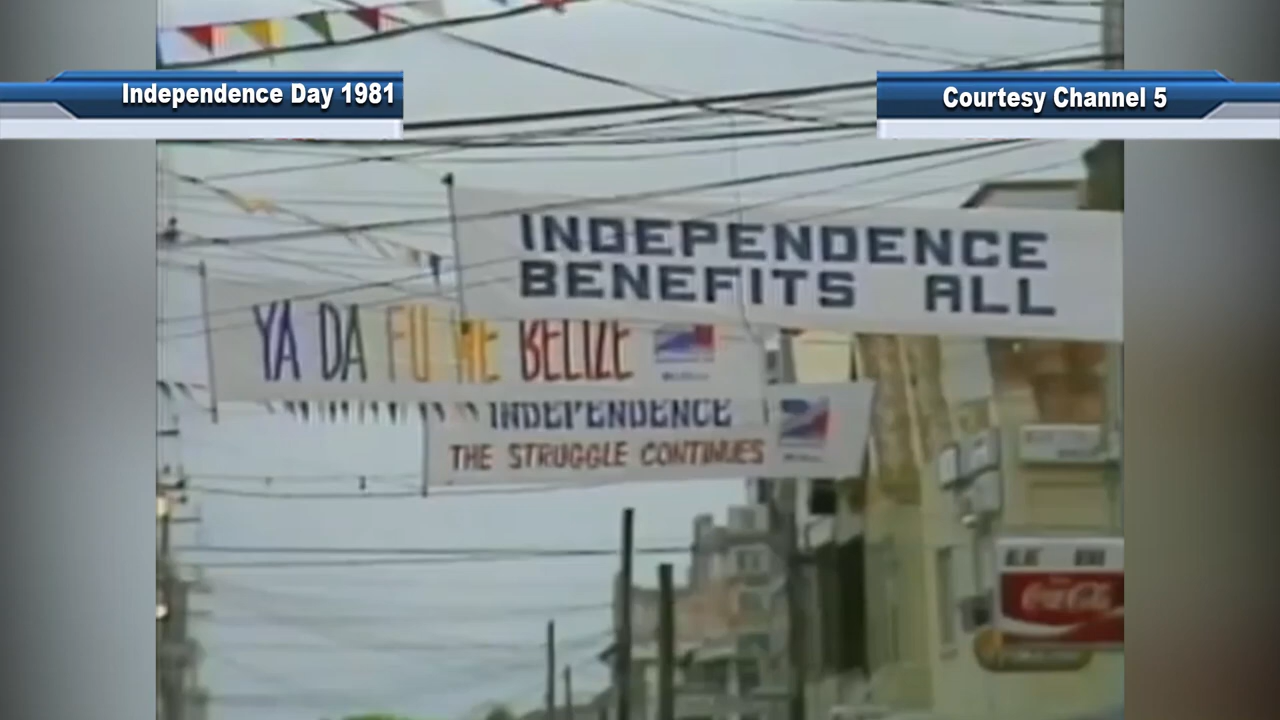 Independence Day 1981
Courtesy Channel 5
INDEPENDENCE
BENEFITS ALL
YA DA FU WE BELIZE
INDEPENDENCE
THE STRUGGLE CONTINUES
Coca-Cola